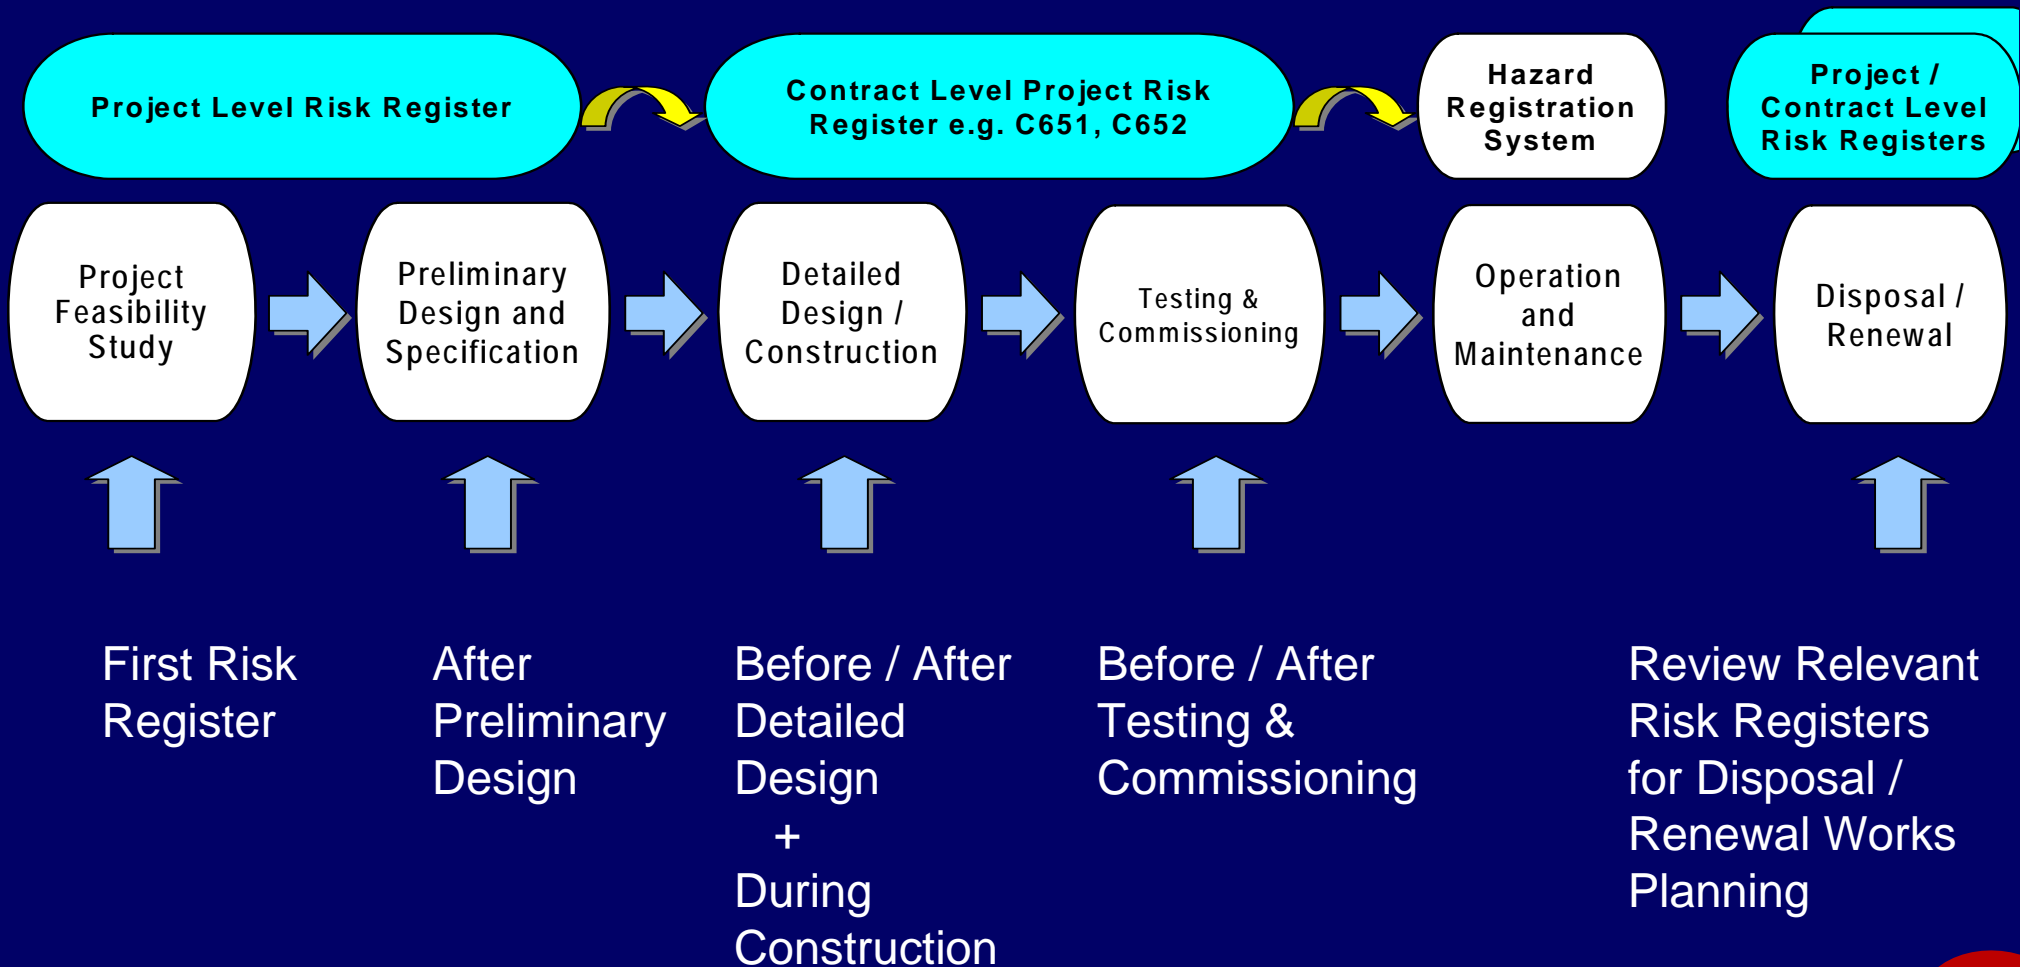 Project Level Risk Register
Contract Level Project Risk
Register e.g. C651, C652
Hazard
Registration
System
Project /
Contract Level
Risk Registers
Project
Feasibility
Study
Preliminary
Design and
Specification
Detailed
Design /
Construction
Testing &
Commissioning
Operation
and
Maintenance
Disposal /
Renewal
First Risk
Register
After
Preliminary
Design
Before / After
Detailed
Design
+
During
Construction
Before / After
Testing &
Commissioning
Review Relevant
Risk Registers
for Disposal /
Renewal Works
Planning